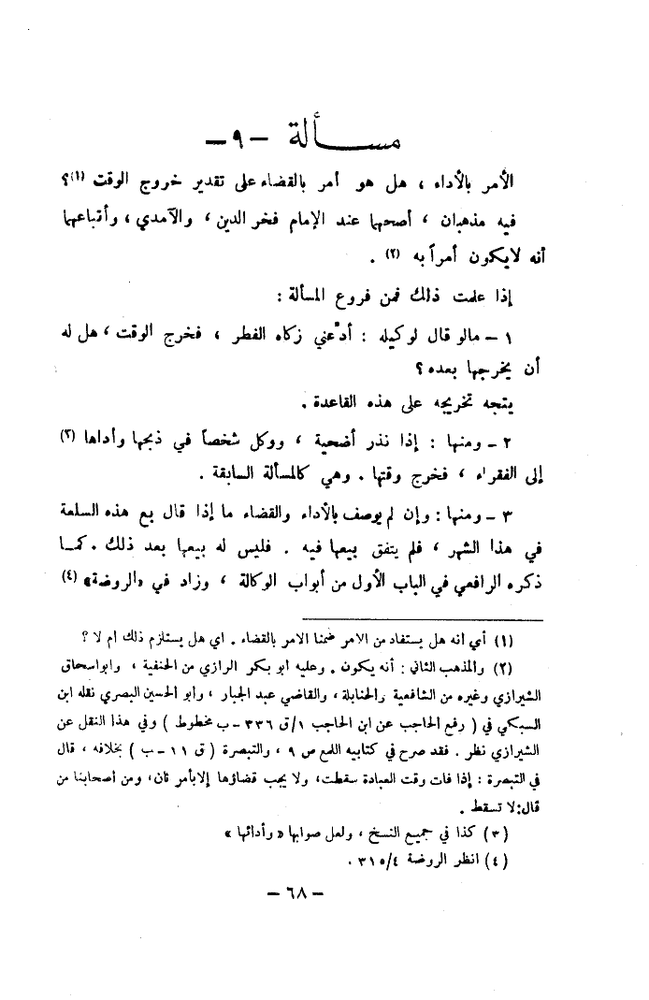 مسألة - ٩ -
الأمر بالأداء ، هل هو أمر بالقضاء على تقدير خروج الوقت (١)؟
فيه مذهبان ، أصحها عند الإمام فخر الدين ، والآمدي ، وأتباعهما
أنه لايكون أمراً به (٢) .
إذا علمت ذلك فمن فروع المسألة :
١ - مالو قال لوكيله : أدّ عني زكاه الفطر ، فخرج الوقت ، هل له
أن يخرجها بعده ؟
يتجه تخريجه على هذه القاعدة .
٢ - ومنها : إذا نذر أضحية ، ووكل شخصاً في ذبحها وأداها (٣)
إلى الفقراء ، فخرج وقتها . وهي كالمسألة السابقة .
٣ - ومنها : وإن لم يوصف بالأداء والقضاء ما إذا قال بع هذه السلعة
في هذا الشهر ، فلم يتفق بيعها فيه . فليس له بيعها بعد ذلك . كما
ذكره الرافعي في الباب الأول من أبواب الوكالة ، وزاد في «الروضة» (٤)
(١) أي انه هل يستفاد من الامر ضمنا الامر بالقضاء . اي هل يستلزم ذلك ام لا ؟
(٢) والمذهب الثاني : أنه يكون . وعليه ابو بكر الرازي من الحنفية ، وابواسحاق
الشيرازي وغيره من الشافعية والحنابلة ، والقاضي عبد الجبار ، وأبو الحسين البصري نقله ابن
السبكي في ( رفع الحاجب عن ابن الحاجب ١/ق ٣٣٦ - ب مخطوط ) وفي هذا النقل عن
الشيرازي نظر . فقد صرح في كتابيه اللمع ص ٩ ، والتبصرة ( ق ١١ - ب ) بخلافه ، قال
في التبصرة : إذا فات وقت العبادة سقطت، ولا يجب قضاؤها إلابأمر ثان، ومن أصحابنا من
قال:لا تسقط .
(٣) كذا في جميع النسخ ، ولعل صوابها « وأدائها »
(٤) انظر الروضة ٣١٥/٤ .
- ٦٨ -